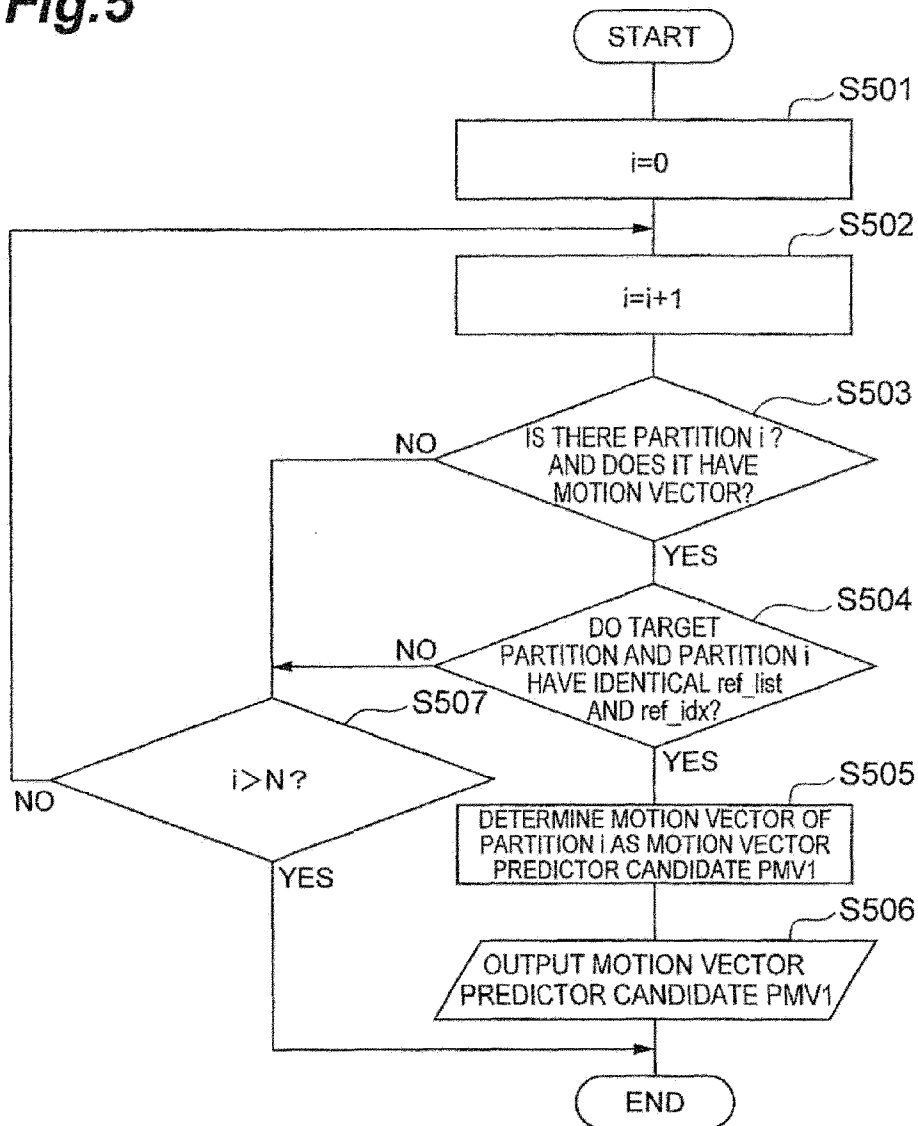 Fig.5
START
S501
i=0
S502
i=i+1
S503
IS THERE PARTITION i ?
AND DOES IT HAVE
MOTION VECTOR?
NO
YES
S504
DO TARGET
PARTITION AND PARTITION i
HAVE IDENTICAL ref_list
AND ref_idx?
NO
YES
S507
i>N?
NO
YES
S505
DETERMINE MOTION VECTOR OF
PARTITION i AS MOTION VECTOR
PREDICTOR CANDIDATE PMV1
S506
OUTPUT MOTION VECTOR
PREDICTOR CANDIDATE PMV1
END